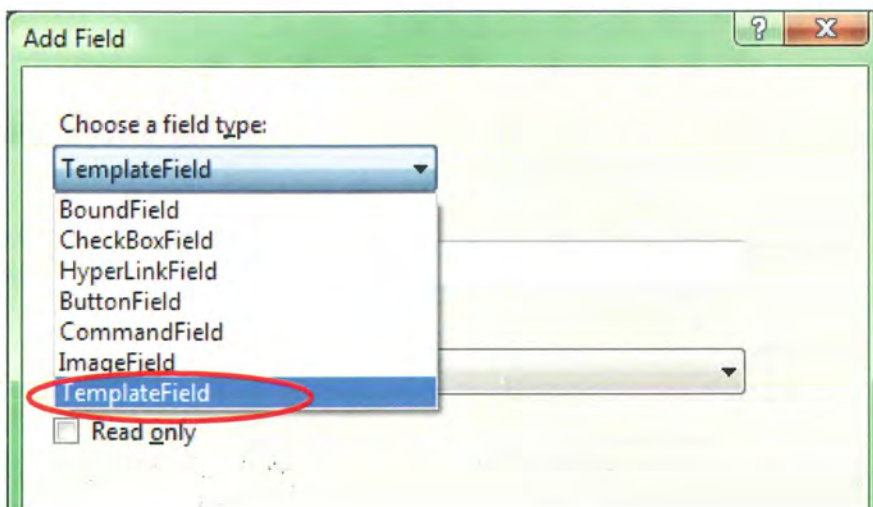 Add Field
Choose a field type:
TemplateField
BoundField
CheckBoxField
HyperLinkField
ButtonField
CommandField
ImageField
TemplateField
Read only